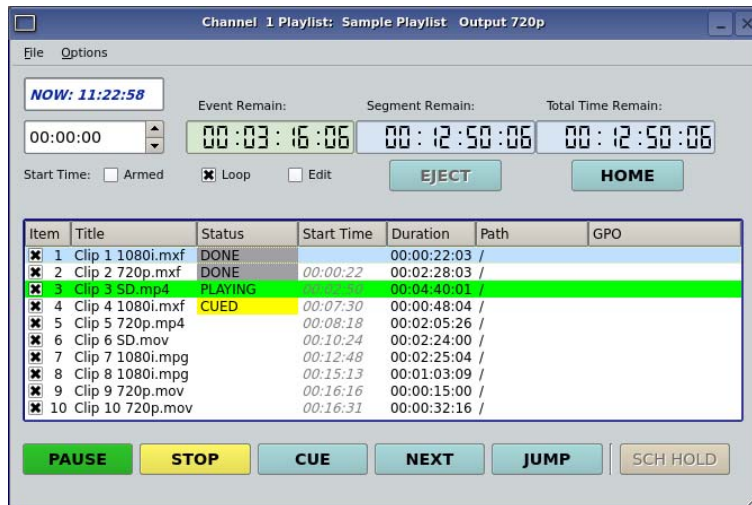 Channel 1 Playlist: Sample Playlist Output 720p
File Options
NOW: 11:22:58
Event Remain: Segment Remain: Total Time Remain:
00:00:00 00:03:16:06 00:12:50:06 00:12:50:06
Start Time: Armed Loop Edit EJECT HOME
Item Title Status Start Time Duration Path GPO
1 Clip 1 1080i.mxf DONE 00:00:22:03 /
2 Clip 2 720p.mxf DONE 00:00:22 00:02:28:03 /
3 Clip 3 SD.mp4 PLAYING 00:02:50 00:04:40:01 /
4 Clip 4 1080i.mxf CUED 00:07:30 00:00:48:04 /
5 Clip 5 720p.mp4 00:08:18 00:02:05:26 /
6 Clip 6 SD.mov 00:10:24 00:02:24:00 /
7 Clip 7 1080i.mpg 00:12:48 00:02:25:04 /
8 Clip 8 1080i.mpg 00:15:13 00:01:03:09 /
9 Clip 9 720p.mov 00:16:16 00:00:15:00 /
10 Clip 10 720p.mov 00:16:31 00:00:32:16 /
PAUSE STOP CUE NEXT JUMP SCH HOLD